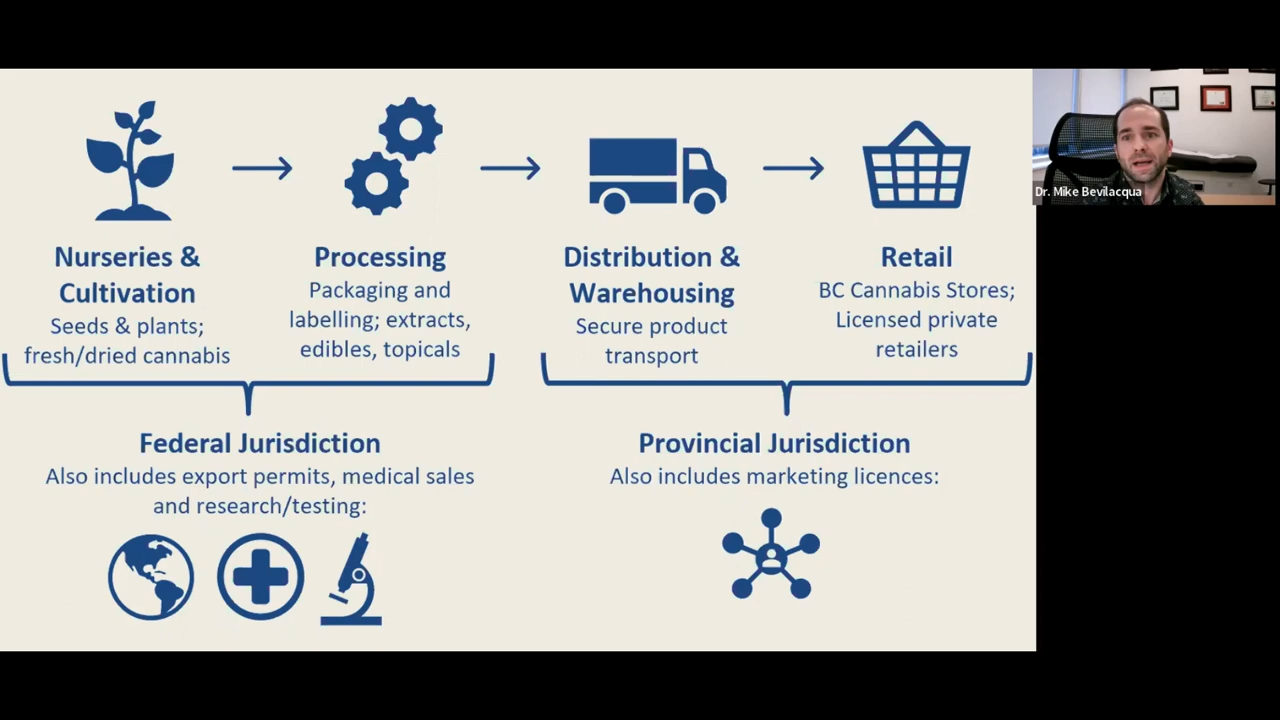 Nurseries &
Cultivation
Seeds & plants;
fresh/dried cannabis
Processing
Packaging and
labelling; extracts,
edibles, topicals
Distribution &
Warehousing
Secure product
transport
Retail
BC Cannabis Stores;
Licensed private
retailers
Federal Jurisdiction
Also includes export permits, medical sales
and research/testing:
Provincial Jurisdiction
Also includes marketing licences:
Dr. Mike Bevilacqua